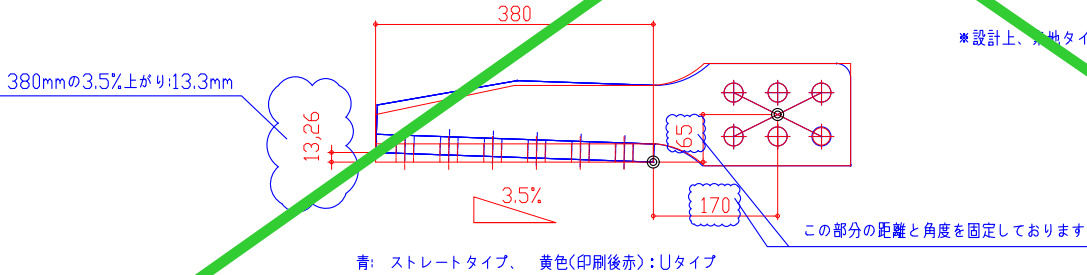 380
※設計上、
380mmの3.5%上がり:13.3mm
13,26
65
3.5%
170
この部分の距離と角度を固定しております
青: ストレートタイプ、 黄色(印刷後赤):Uタイプ